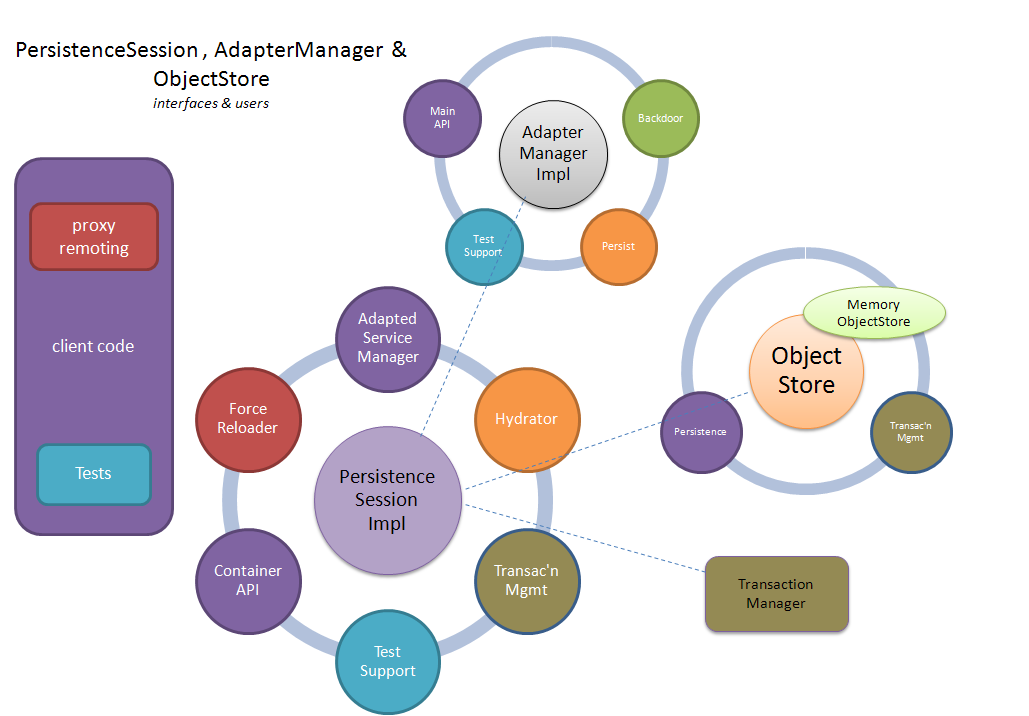 PersistenceSession , AdapterManager &
ObjectStore
interfaces & users
Main
API
Backdoor
Adapter
Manager
Impl
Test
Support
Persist
proxy
remoting
client code
Tests
Adapted
Service
Manager
Force
Reloader
Hydrator
Persistence
Session
Impl
Container
API
Transac'n
Mgmt
Test
Support
Memory
ObjectStore
Object
Store
Persistence
Transac'n
Mgmt
Transaction
Manager